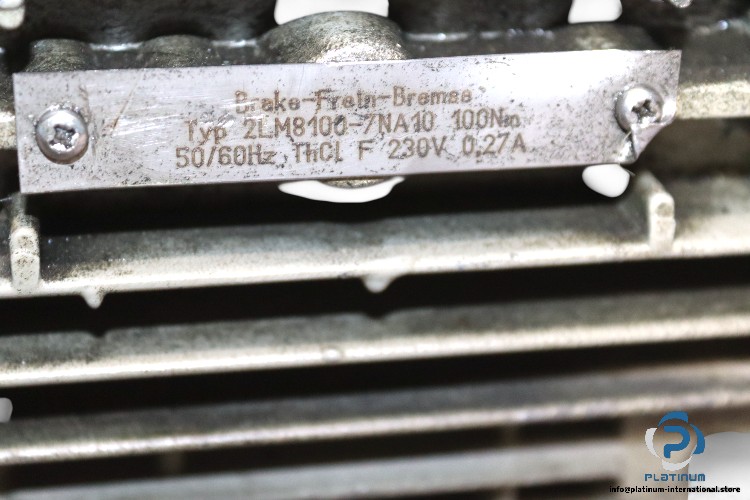 Brake-Frein-Bremse
Typ 2LM8100-7NA10 100Nm
50/60Hz ThCl F 230V 0.27A
PLATINUM
info@platinum-international.store